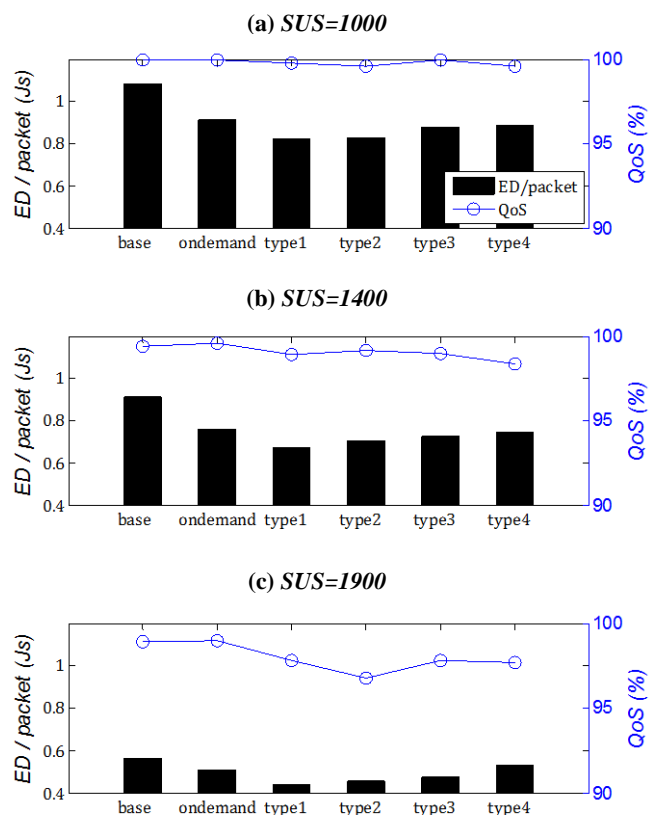 (a) SUS=1000
ED / packet (Js)
1
0.8
0.6
0.4
100
95
90
QoS (%)
ED/packet
QoS
base ondemand type1 type2 type3 type4
(b) SUS=1400
ED / packet (Js)
1
0.8
0.6
0.4
100
95
90
QoS (%)
base ondemand type1 type2 type3 type4
(c) SUS=1900
ED / packet (Js)
1
0.8
0.6
0.4
100
95
90
QoS (%)
base ondemand type1 type2 type3 type4